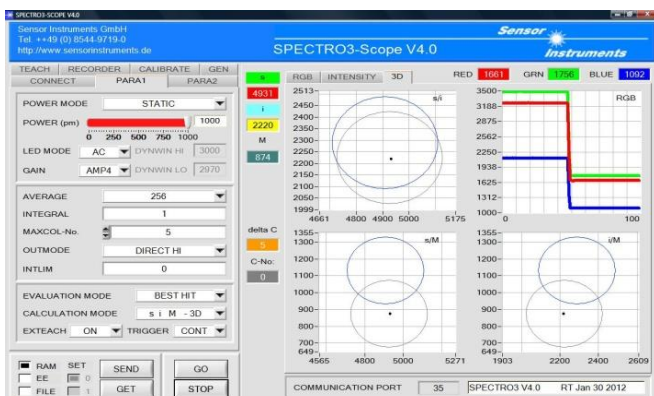 SPECTRO3-SCOPE V4.0
Sensor Instruments GmbH
Tel. ++49 (0) 8544-9719-0
http://www.sensorinstruments.de
SPECTRO3-Scope V4.0
Sensor Instruments
TEACH RECORDER CALIBRATE GEN
CONNECT PARA1 PARA2
POWER MODE STATIC
POWER (pm) 1000
0 250 500 750 1000
LED MODE AC DYNWIN HI 3000
GAIN AMP4 DYNWIN LO 2970
AVERAGE 256
INTEGRAL 1
MAXCOL-No. 5
OUTMODE DIRECT HI
INTLIM 0
EVALUATION MODE BEST HIT
CALCULATION MODE s i M - 3D
EXTEACH ON TRIGGER CONT
RAM SET SEND GO
EE 0
FILE 1 GET STOP
s
4931
i
2220
M
874
delta C
5
C-No:
0
RGB INTENSITY 3D RED 1661 GRN 1756 BLUE 1092
s/i
2513
2450
2400
2350
2300
2250
2200
2150
2100
2050
1999
4661 4800 4900 5000 5175
RGB
3500
3188
2875
2562
2250
1938
1625
1312
1000
0 100
s/M
1355
1300
1200
1100
1000
900
800
700
649
4565 4800 5000 5271
i/M
1355
1300
1200
1100
1000
900
800
700
649
1903 2200 2400 2609
COMMUNICATION PORT 35 SPECTRO3 V4.0 RT Jan 30 2012